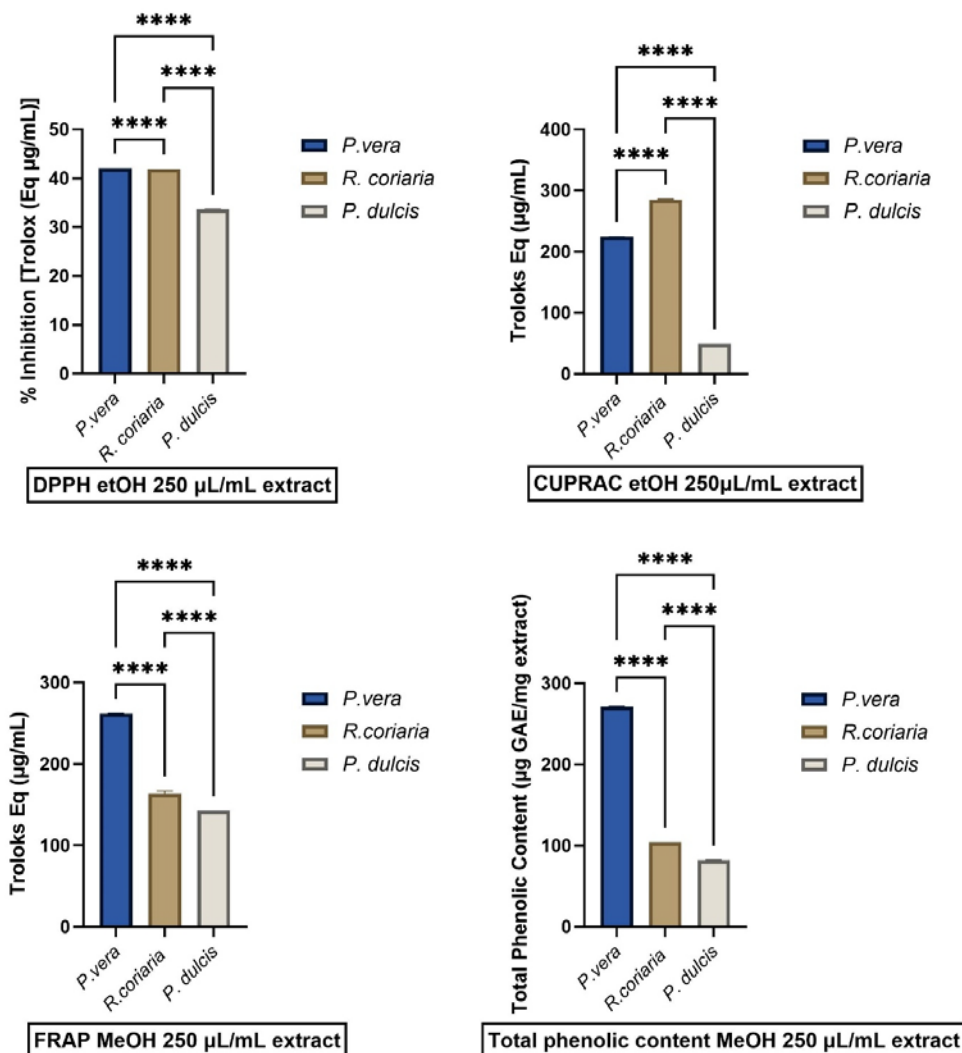 ****
****
****
% Inhibition [Trolox (Eq µg/mL)]
50
40
30
20
10
0
P.vera
R. coriaria
P. dulcis
P.vera
R. coriaria
P. dulcis
DPPH etOH 250 µL/mL extract
****
****
****
Troloks Eq (µg/mL)
400
300
200
100
0
P.vera
R.coriaria
P. dulcis
P.vera
R.coriaria
P. dulcis
CUPRAC etOH 250µL/mL extract
****
****
****
Troloks Eq (µg/mL)
300
200
100
0
P.vera
R.coriaria
P. dulcis
P.vera
R.coriaria
P. dulcis
FRAP MeOH 250 µL/mL extract
****
****
****
Total Phenolic Content (µg GAE/mg extract)
300
200
100
0
P.vera
R.coriaria
P. dulcis
P.vera
R.coriaria
P. dulcis
Total phenolic content MeOH 250 µL/mL extract